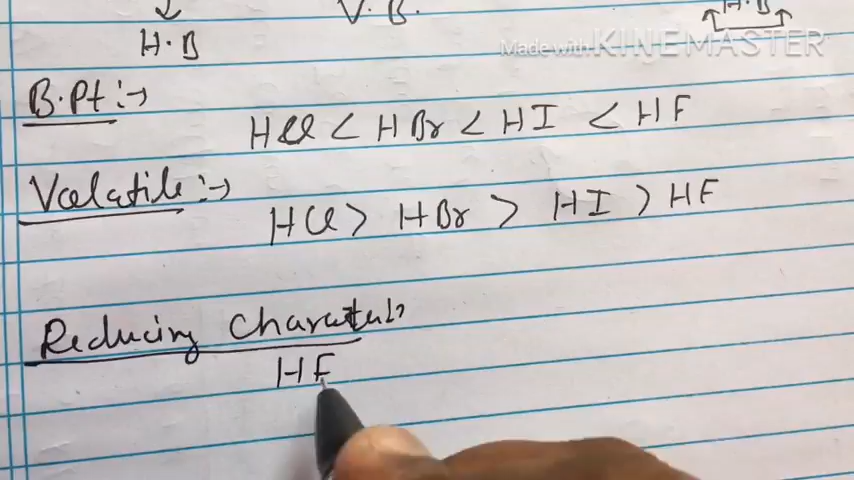 V.B.
H.B
H.B
Made with KINEMASTER
B.Pt :→
HCl < HBr < HI < HF
Volatile :→
HCl > HBr > HI > HF
Reducing Character :→
HF